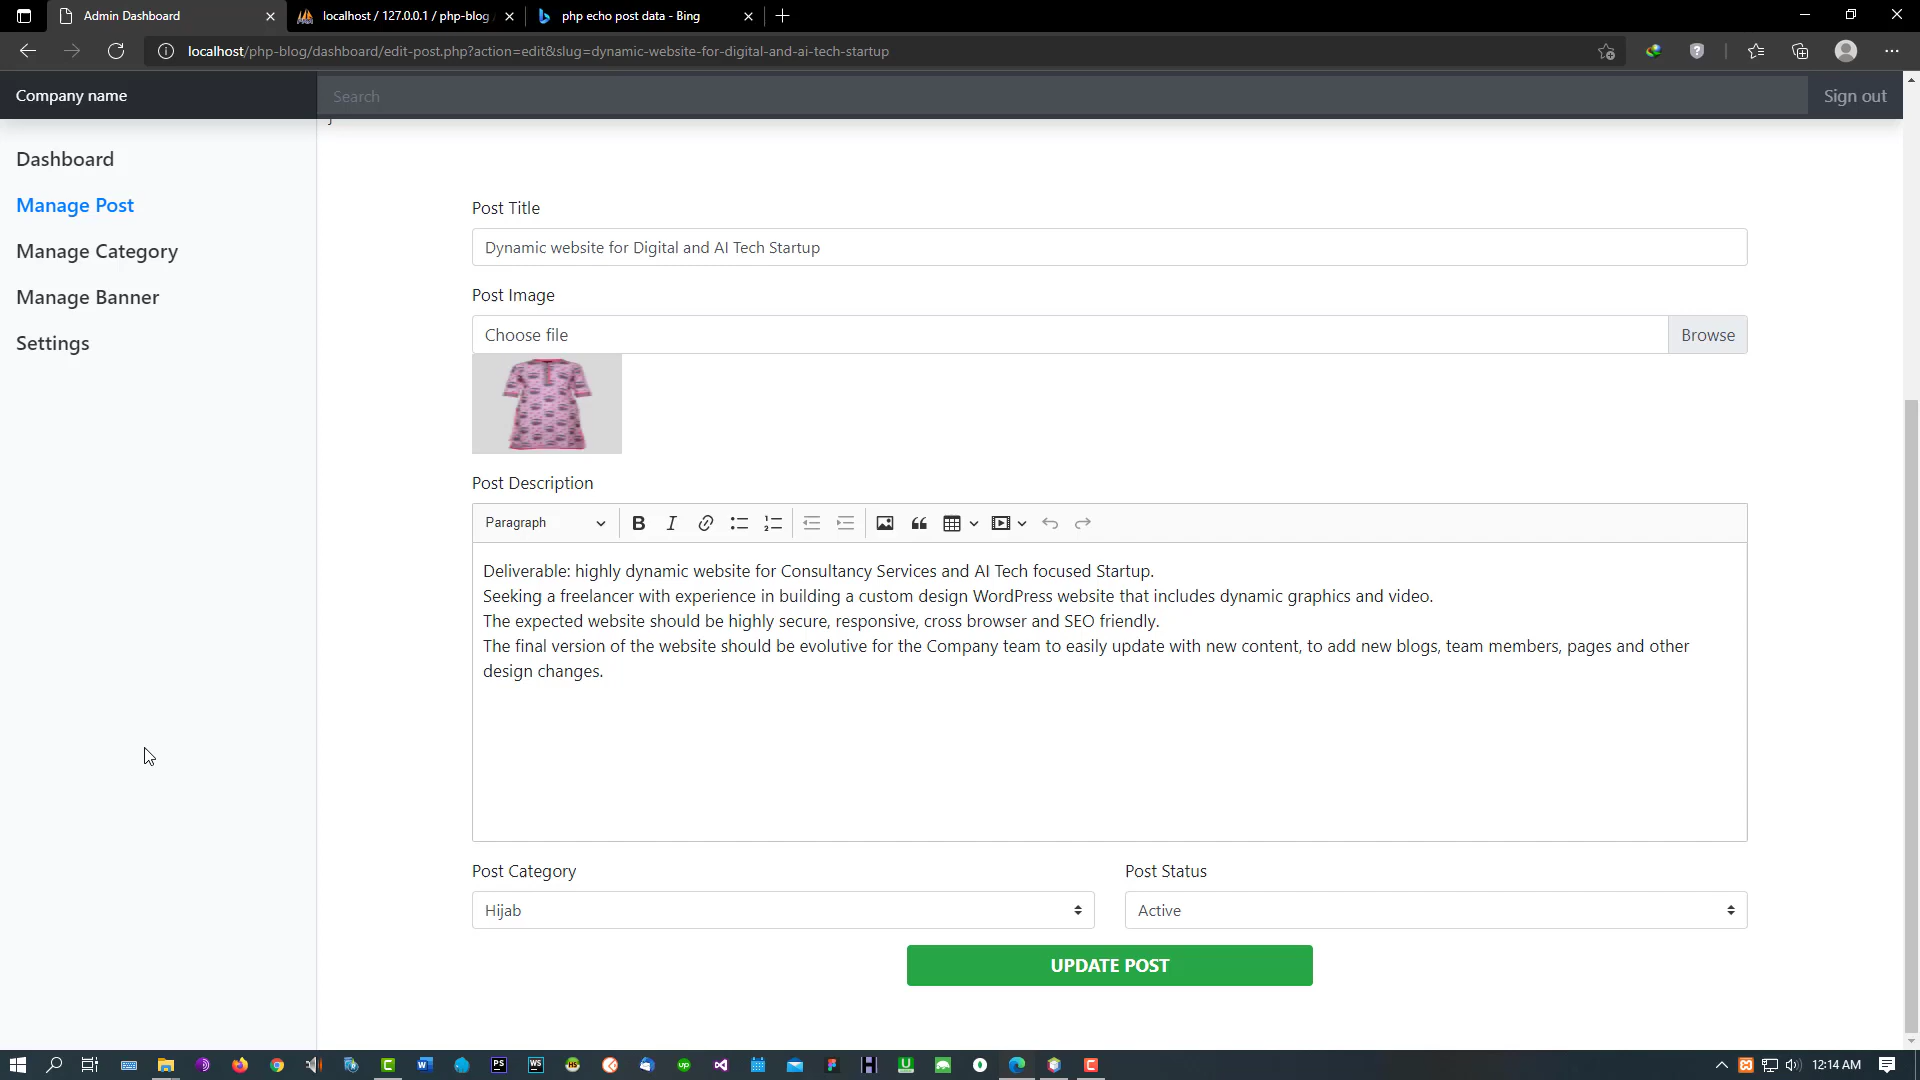 Admin Dashboard
localhost / 127.0.0.1 / php-blog
php echo post data - Bing
localhost/php-blog/dashboard/edit-post.php?action=edit&slug=dynamic-website-for-digital-and-ai-tech-startup
Company name
Search
Sign out
Dashboard
Manage Post
Manage Category
Manage Banner
Settings
Post Title
Dynamic website for Digital and AI Tech Startup
Post Image
Choose file
Browse
Post Description
Paragraph
Deliverable: highly dynamic website for Consultancy Services and AI Tech focused Startup.
Seeking a freelancer with experience in building a custom design WordPress website that includes dynamic graphics and video.
The expected website should be highly secure, responsive, cross browser and SEO friendly.
The final version of the website should be evolutive for the Company team to easily update with new content, to add new blogs, team members, pages and other
design changes.
Post Category
Post Status
Hijab
Active
UPDATE POST
12:14 AM